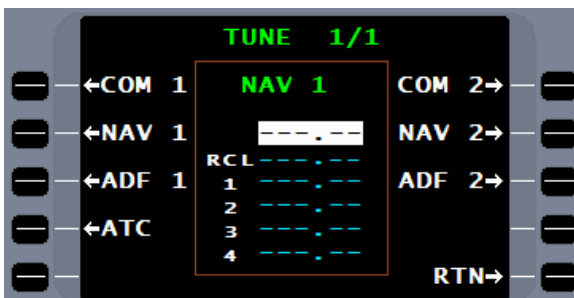 TUNE 1/1
←COM 1 NAV 1 COM 2→
←NAV 1 ---.-- NAV 2→
RCL ---.--
←ADF 1 1 ---.-- ADF 2→
2 ---.--
←ATC 3 ---.--
4 ---.--
RTN→